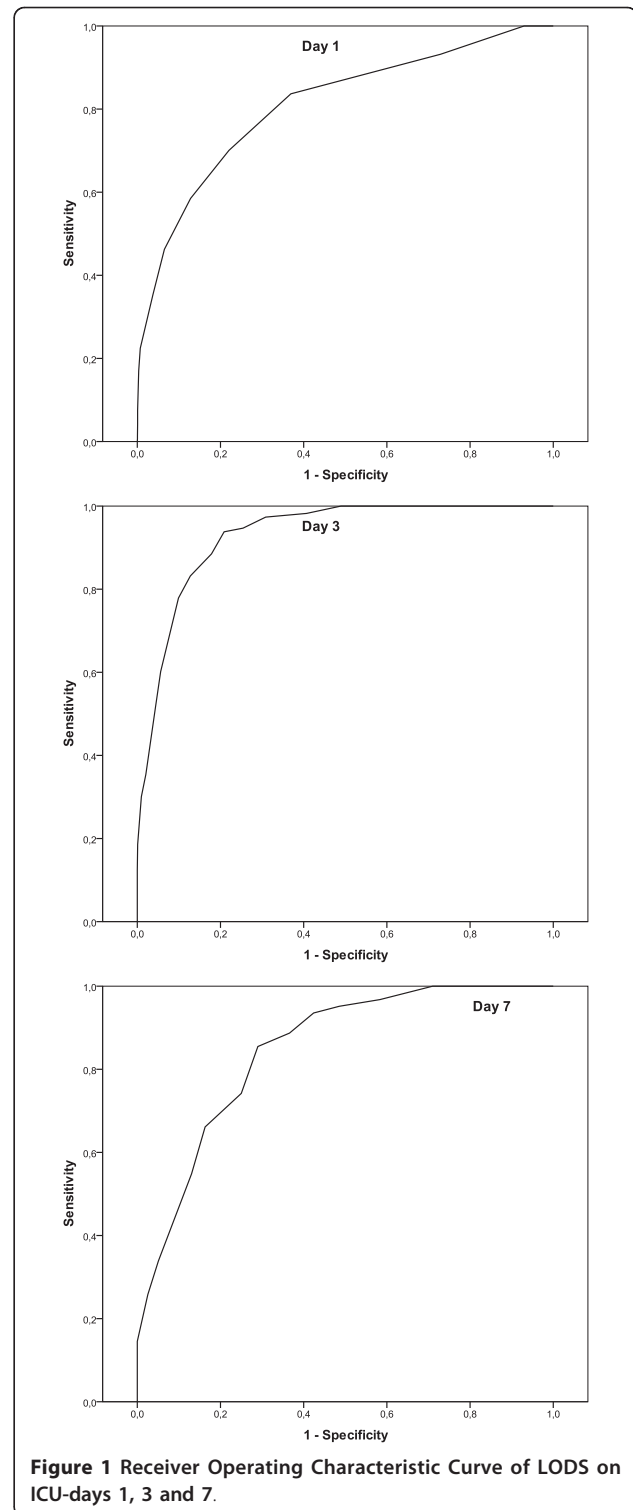 Day 1
1,0
0,8
0,6
0,4
0,2
0,0
Sensitivity
0,0 0,2 0,4 0,6 0,8 1,0
1 - Specificity
Day 3
1,0
0,8
0,6
0,4
0,2
0,0
Sensitivity
0,0 0,2 0,4 0,6 0,8 1,0
1 - Specificity
Day 7
1,0
0,8
0,6
0,4
0,2
0,0
Sensitivity
0,0 0,2 0,4 0,6 0,8 1,0
1 - Specificity
Figure 1 Receiver Operating Characteristic Curve of LODS on
ICU-days 1, 3 and 7.